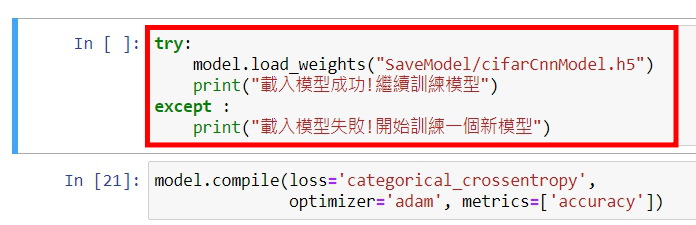 In [ ]: try:
    model.load_weights("SaveModel/cifarCnnModel.h5")
    print("載入模型成功!繼續訓練模型")
except :
    print("載入模型失敗!開始訓練一個新模型")
In [21]: model.compile(loss='categorical_crossentropy',
              optimizer='adam', metrics=['accuracy'])